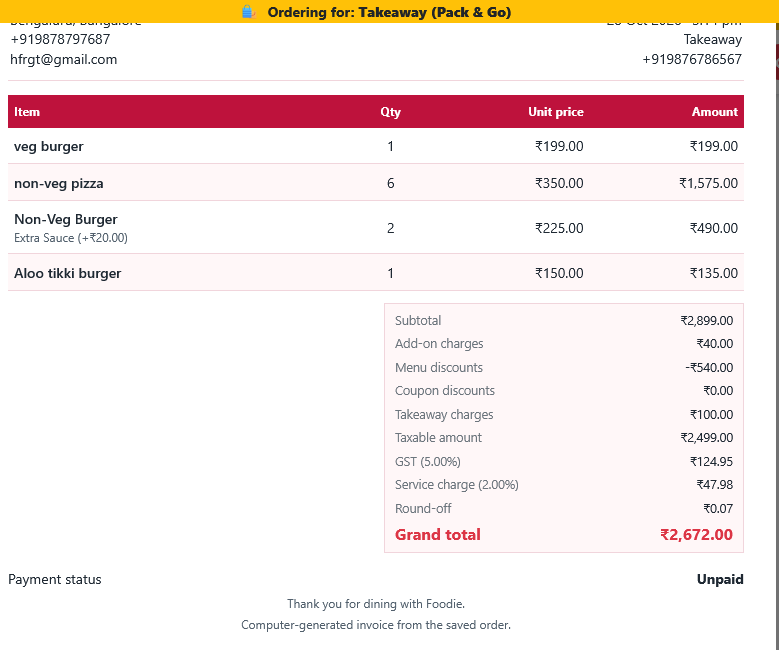 Ordering for: Takeaway (Pack & Go)
+919878797687 Takeaway
hfrgt@gmail.com +919876786567
Item Qty Unit price Amount
veg burger 1 ₹199.00 ₹199.00
non-veg pizza 6 ₹350.00 ₹1,575.00
Non-Veg Burger 2 ₹225.00 ₹490.00
Extra Sauce (+₹20.00)
Aloo tikki burger 1 ₹150.00 ₹135.00
Subtotal ₹2,899.00
Add-on charges ₹40.00
Menu discounts -₹540.00
Coupon discounts ₹0.00
Takeaway charges ₹100.00
Taxable amount ₹2,499.00
GST (5.00%) ₹124.95
Service charge (2.00%) ₹47.98
Round-off ₹0.07
Grand total ₹2,672.00
Payment status Unpaid
Thank you for dining with Foodie.
Computer-generated invoice from the saved order.